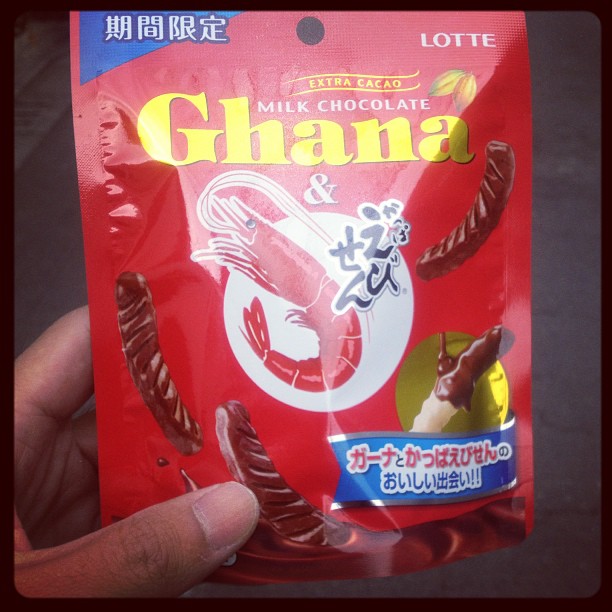 期間限定
LOTTE
EXTRA CACAO
MILK CHOCOLATE
Ghana
&
かっぱ
えび
せん
ガーナとかっぱえびせんの
おいしい出会い!!